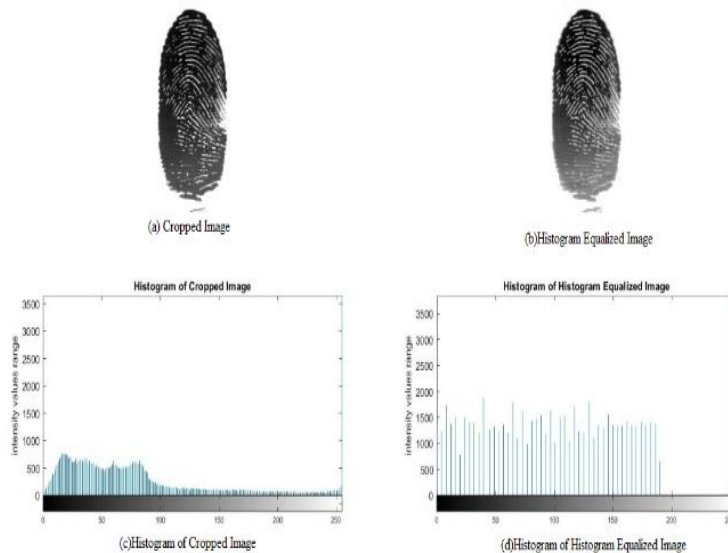 (a) Cropped Image
(b)Histogram Equalized Image
Histogram of Cropped Image
intensity values range
3500
3000
2500
2000
1500
1000
500
0
0 50 100 150 200 250
(c)Histogram of Cropped Image
Histogram of Histogram Equalized Image
intensity values range
3500
3000
2500
2000
1500
1000
500
0
0 50 100 150 200 250
(d)Histogram of Histogram Equalized Image